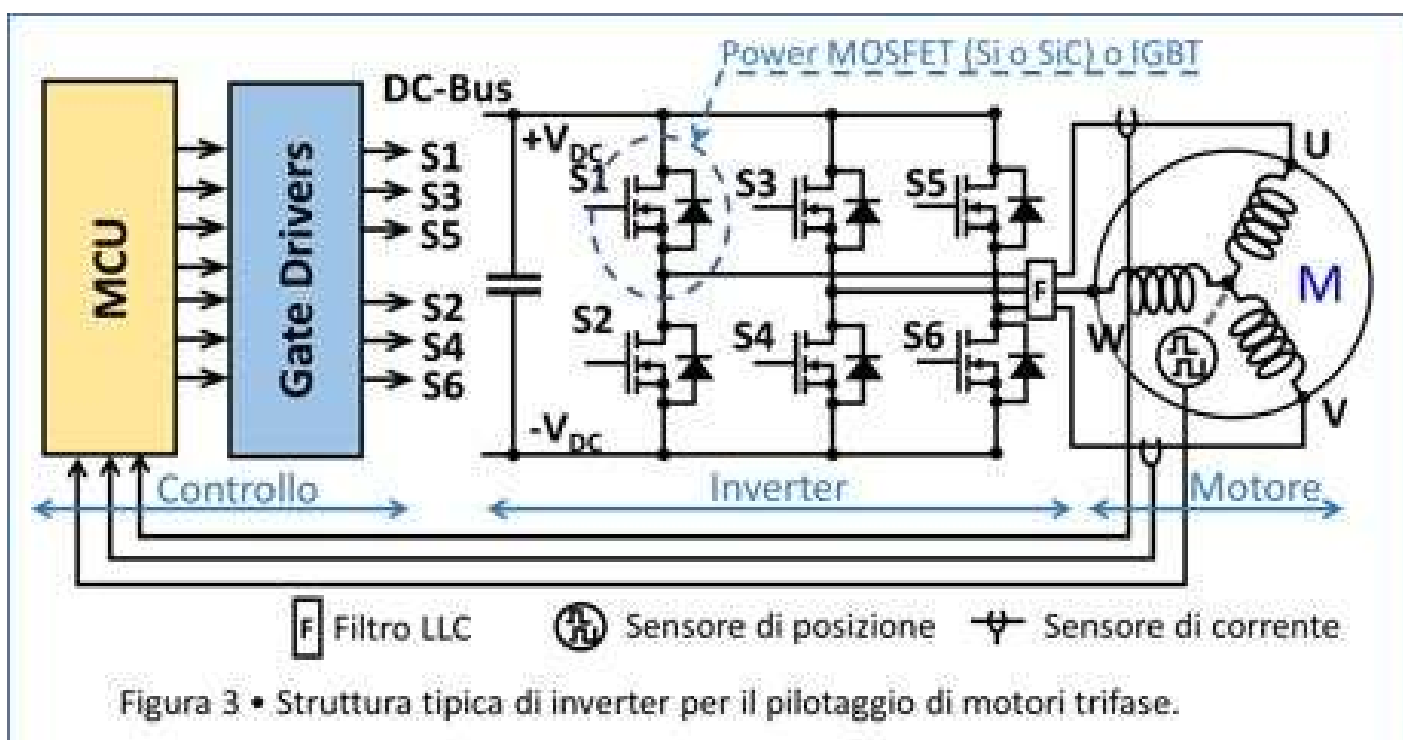 Power MOSFET (Si o SiC) o IGBT
DC-Bus
MCU
Gate Drivers
S1
S3
S5
S2
S4
S6
+VDC
S1
S3
S5
S2
S4
S6
-VDC
F
U
M
W
V
Controllo
Inverter
Motore
F Filtro LLC
Sensore di posizione
Sensore di corrente
Figura 3 • Struttura tipica di inverter per il pilotaggio di motori trifase.